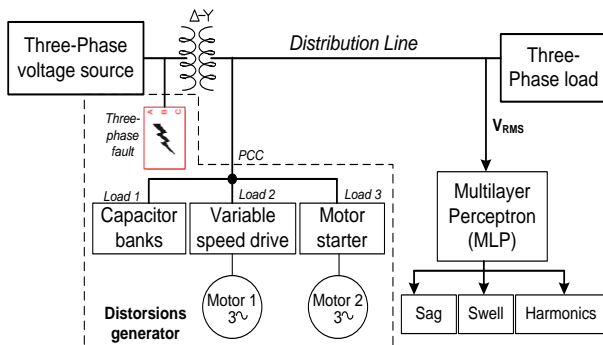 Δ-Y
Three-Phase
voltage source
Distribution Line
Three-
Phase load
A B C
Three-
phase
fault
VRMS
PCC
Load 1
Load 2
Load 3
Capacitor
banks
Variable
speed drive
Motor
starter
Multilayer
Perceptron
(MLP)
Motor 1
3~
Motor 2
3~
Distorsions
generator
Sag
Swell
Harmonics